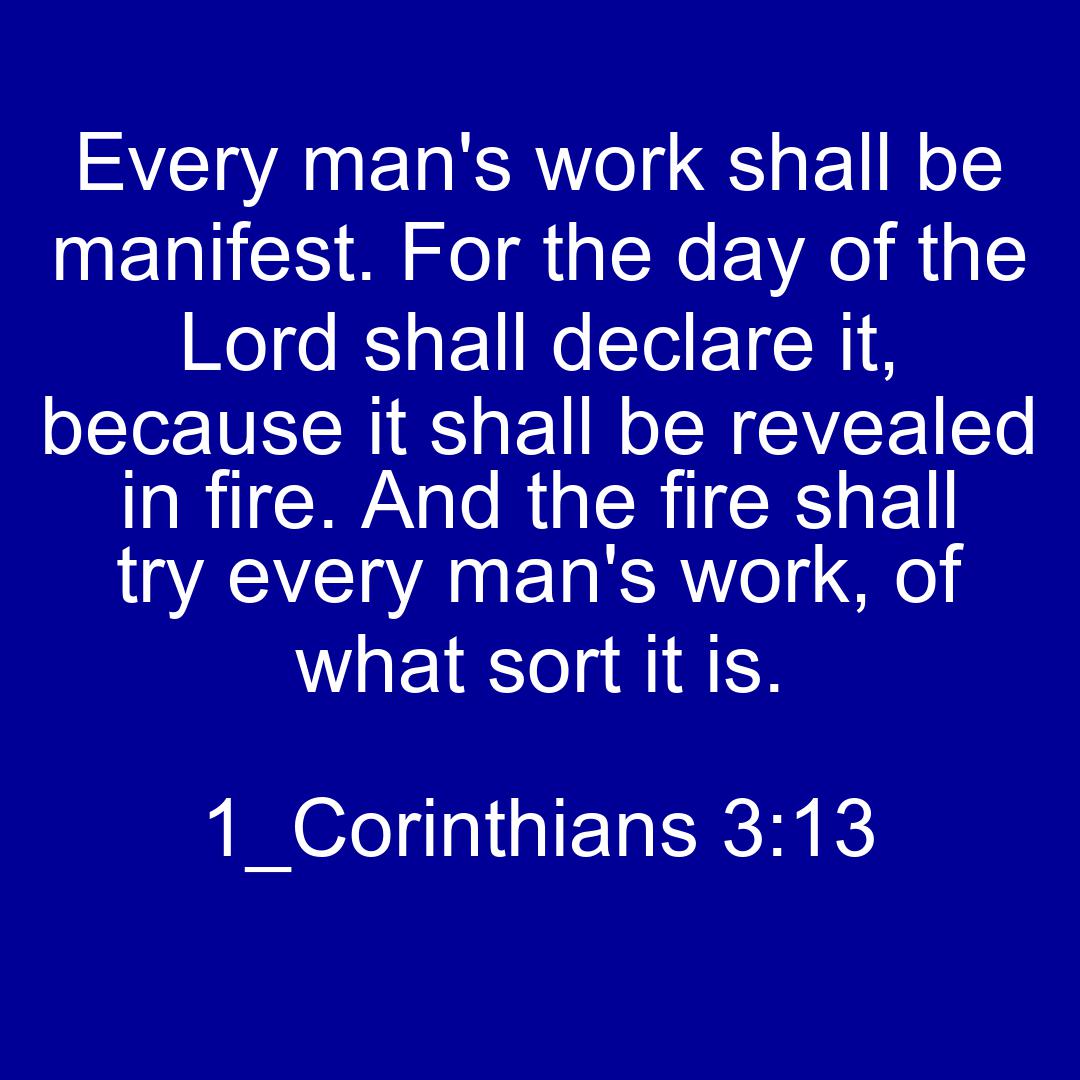 Every man's work shall be
manifest. For the day of the
Lord shall declare it,
because it shall be revealed
in fire. And the fire shall
try every man's work, of
what sort it is.
1_Corinthians 3:13